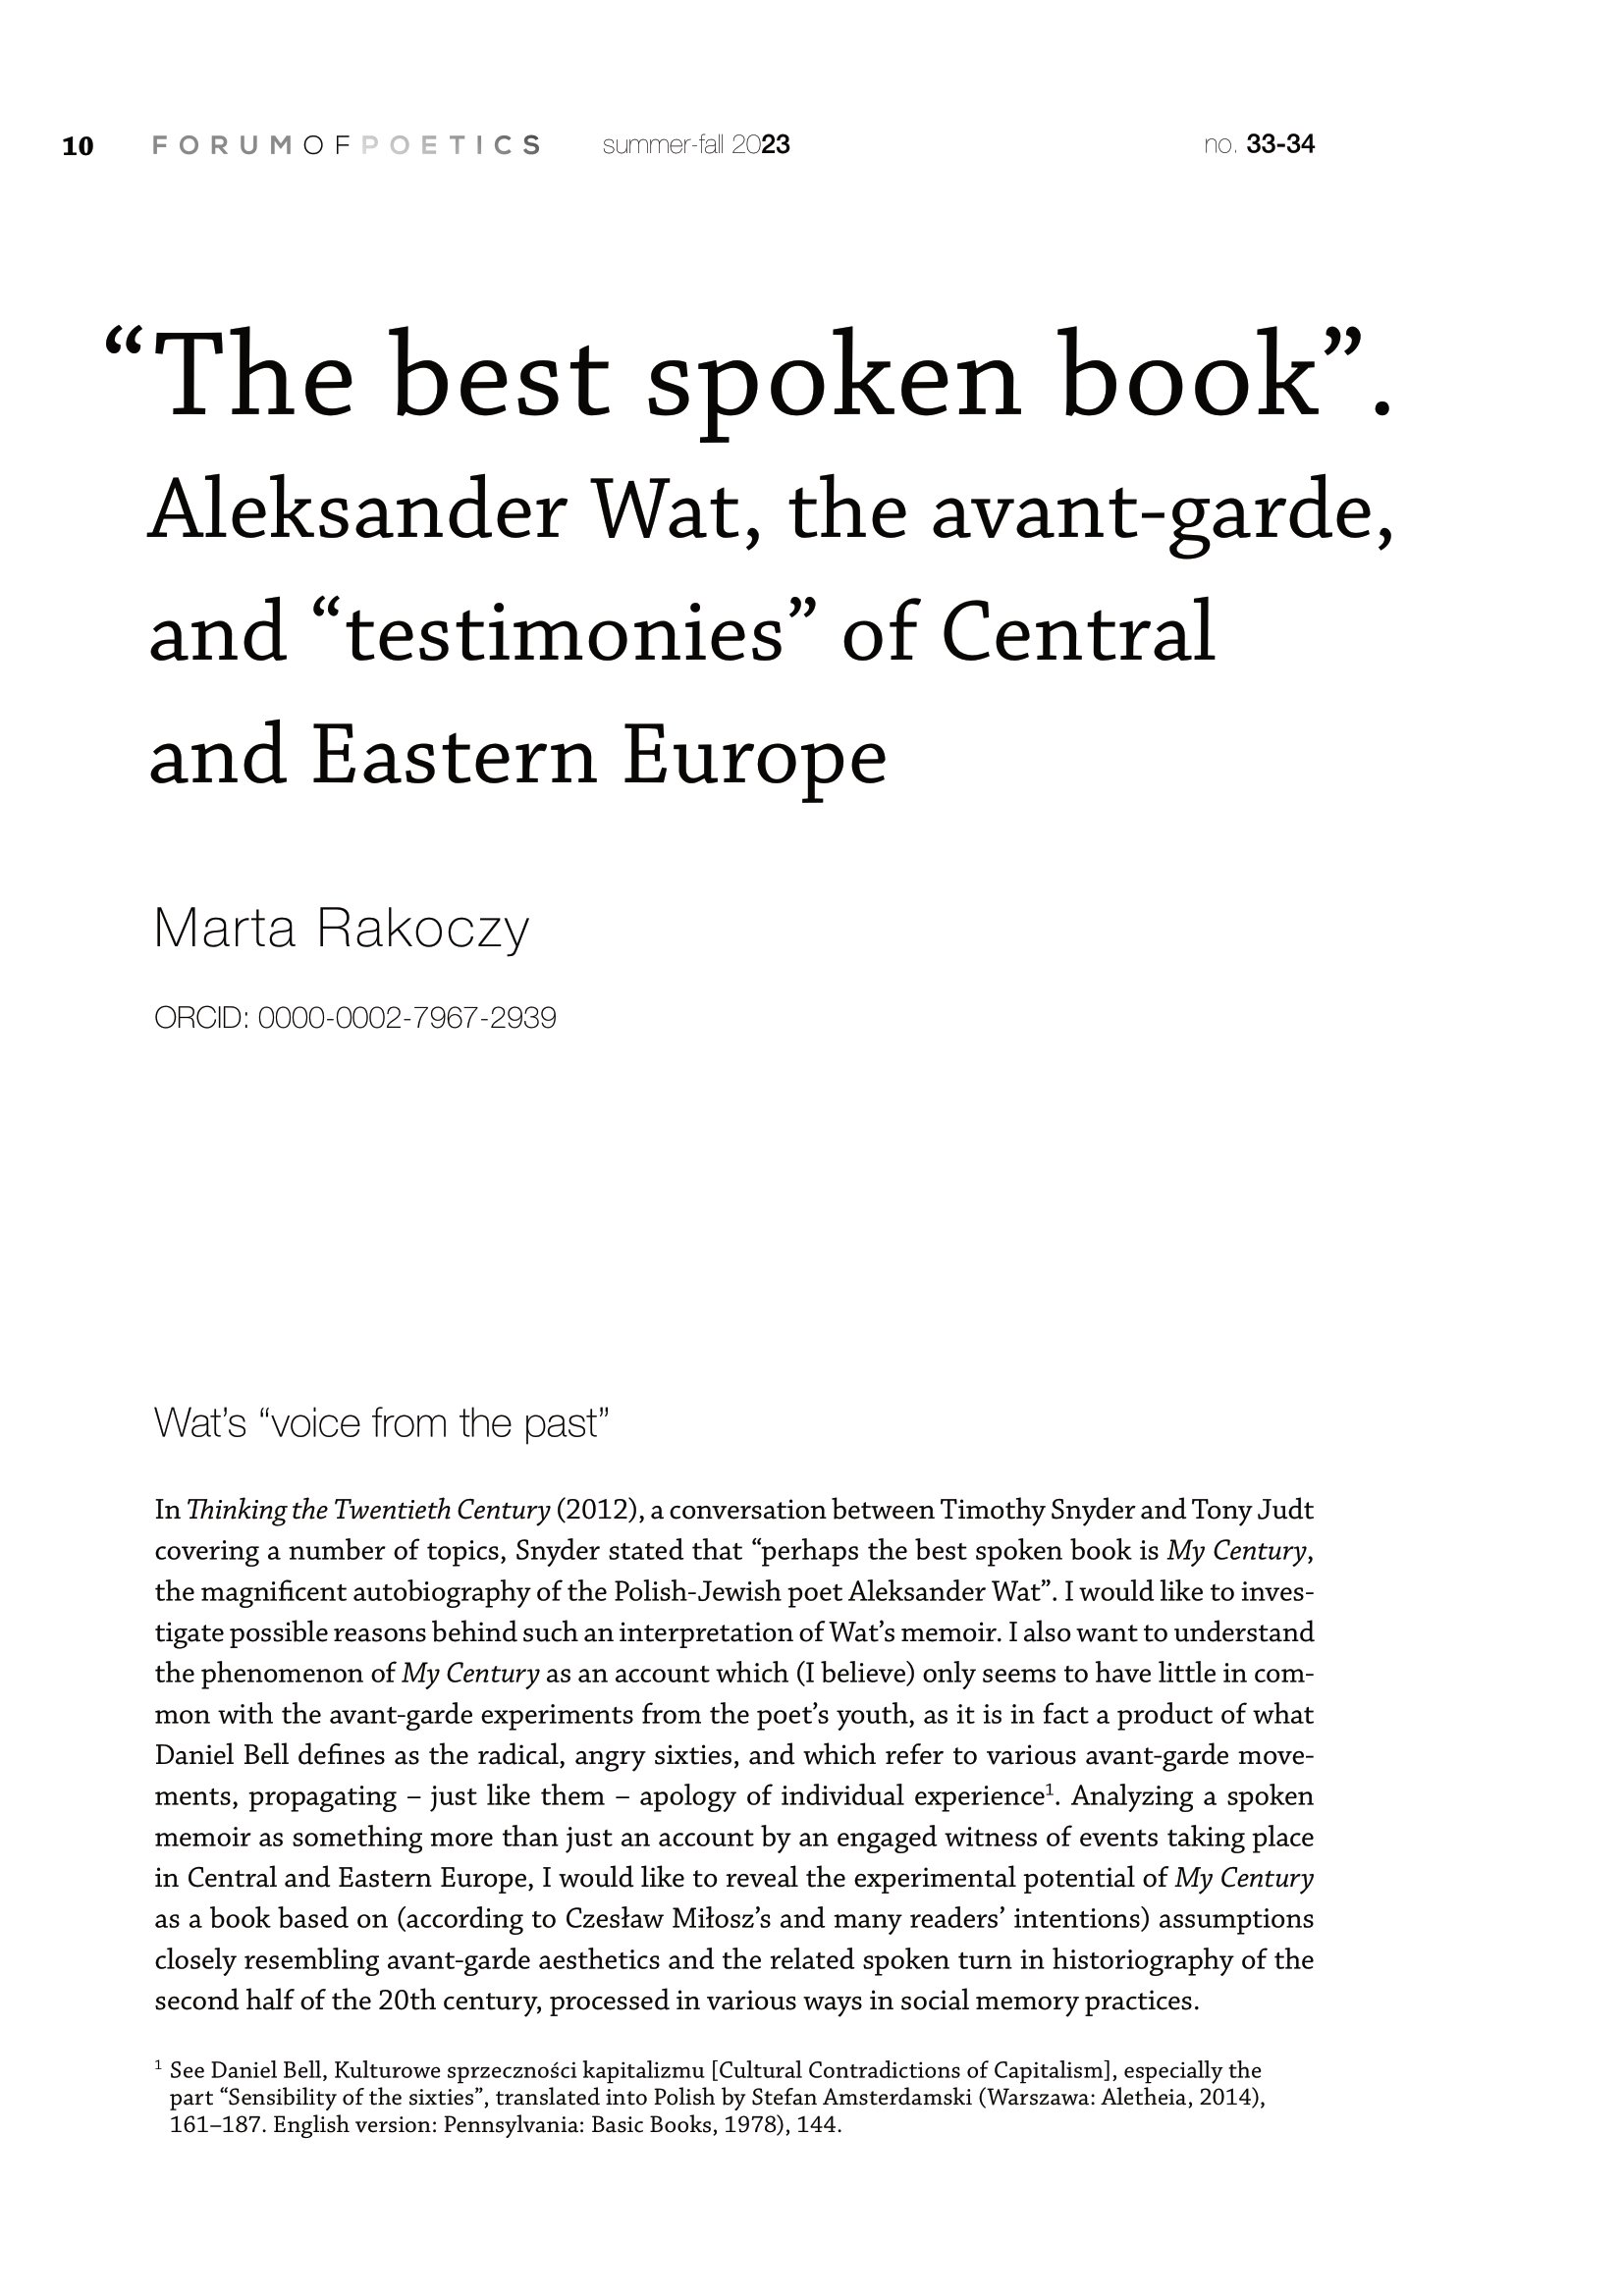 10 FORUMOFPOETICS summer-fall 2023 no. 33-34
“The best spoken book”.
Aleksander Wat, the avant-garde,
and “testimonies” of Central
and Eastern Europe
Marta Rakoczy
ORCID: 0000-0002-7967-2939
Wat’s “voice from the past”
In Thinking the Twentieth Century (2012), a conversation between Timothy Snyder and Tony Judt
covering a number of topics, Snyder stated that “perhaps the best spoken book is My Century,
the magnificent autobiography of the Polish-Jewish poet Aleksander Wat”. I would like to inves-
tigate possible reasons behind such an interpretation of Wat’s memoir. I also want to understand
the phenomenon of My Century as an account which (I believe) only seems to have little in com-
mon with the avant-garde experiments from the poet’s youth, as it is in fact a product of what
Daniel Bell defines as the radical, angry sixties, and which refer to various avant-garde move-
ments, propagating – just like them – apology of individual experience1. Analyzing a spoken
memoir as something more than just an account by an engaged witness of events taking place
in Central and Eastern Europe, I would like to reveal the experimental potential of My Century
as a book based on (according to Czesław Miłosz’s and many readers’ intentions) assumptions
closely resembling avant-garde aesthetics and the related spoken turn in historiography of the
second half of the 20th century, processed in various ways in social memory practices.
1 See Daniel Bell, Kulturowe sprzeczności kapitalizmu [Cultural Contradictions of Capitalism], especially the
part “Sensibility of the sixties”, translated into Polish by Stefan Amsterdamski (Warszawa: Aletheia, 2014),
161–187. English version: Pennsylvania: Basic Books, 1978), 144.